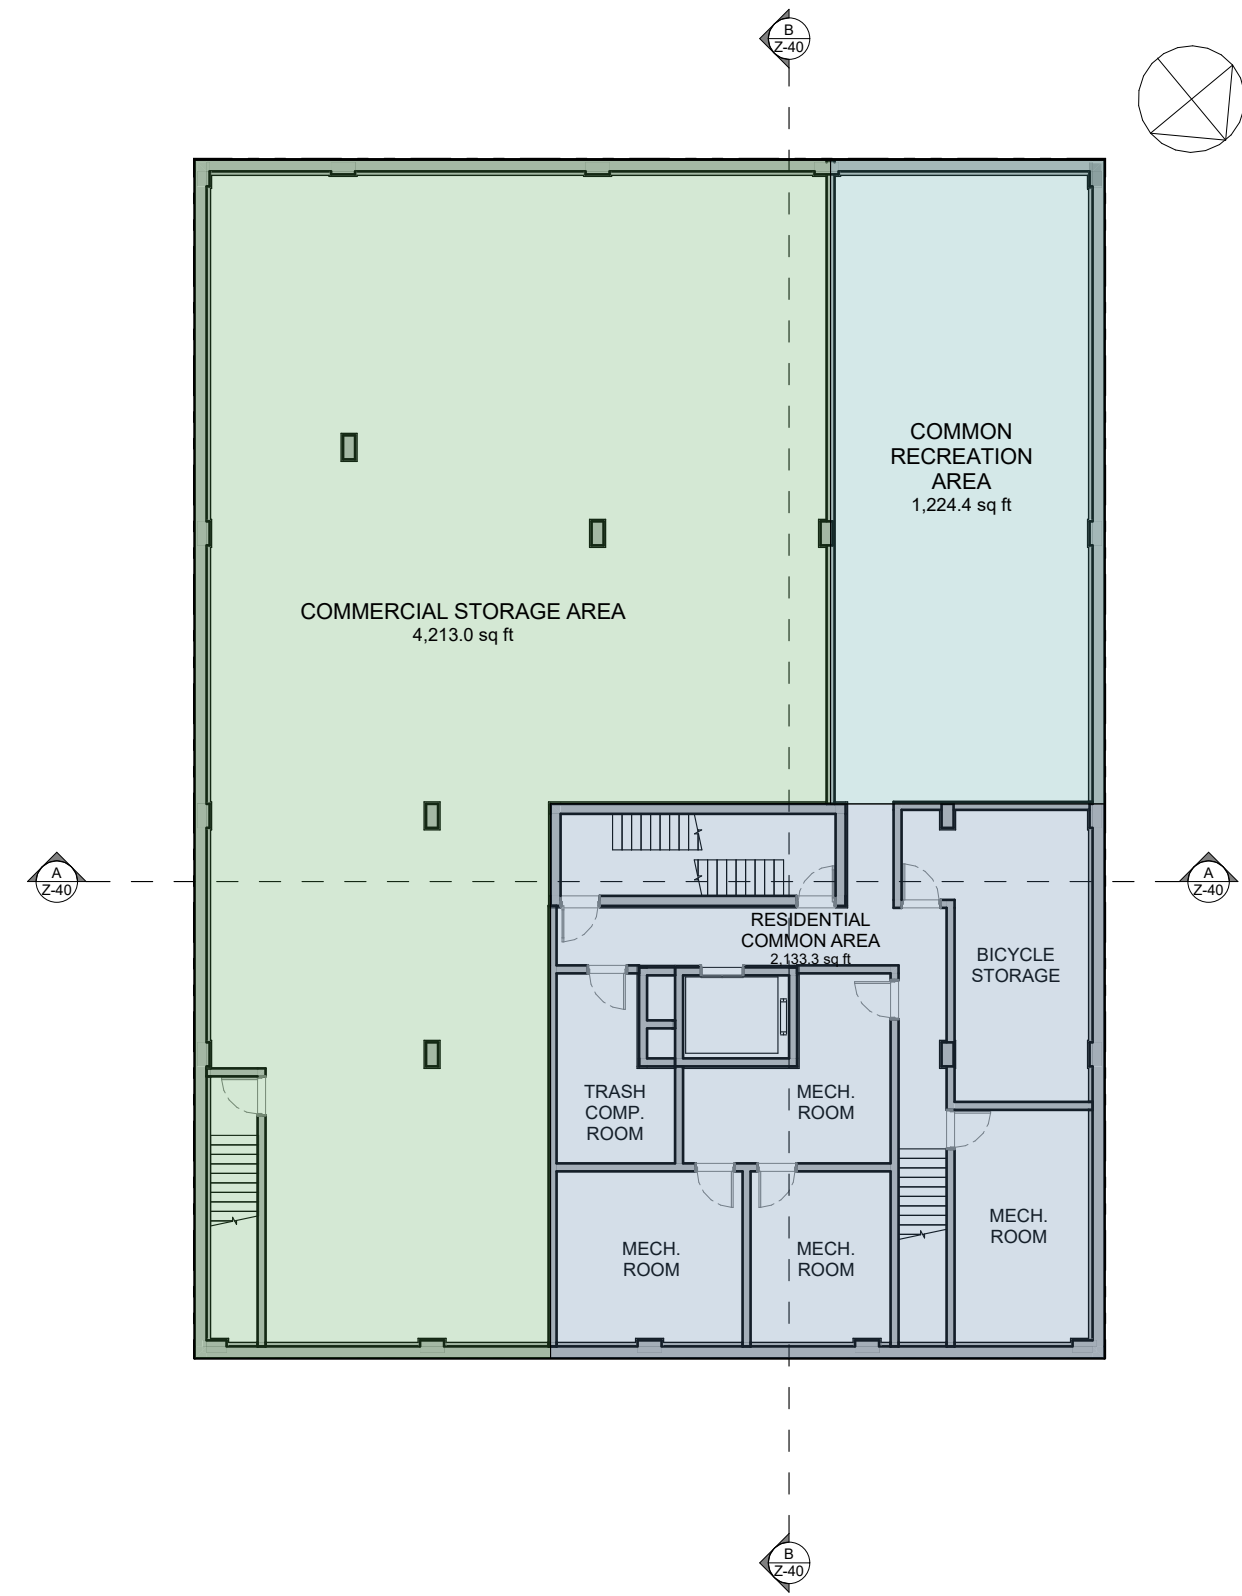 B
Z-40
COMMON
RECREATION
AREA
1,224.4 sq ft
COMMERCIAL STORAGE AREA
4,213.0 sq ft
A
Z-40
A
Z-40
RESIDENTIAL
COMMON AREA
2,133.3 sq ft
BICYCLE
STORAGE
TRASH
COMP.
ROOM
MECH.
ROOM
MECH.
ROOM
MECH.
ROOM
MECH.
ROOM
B
Z-40